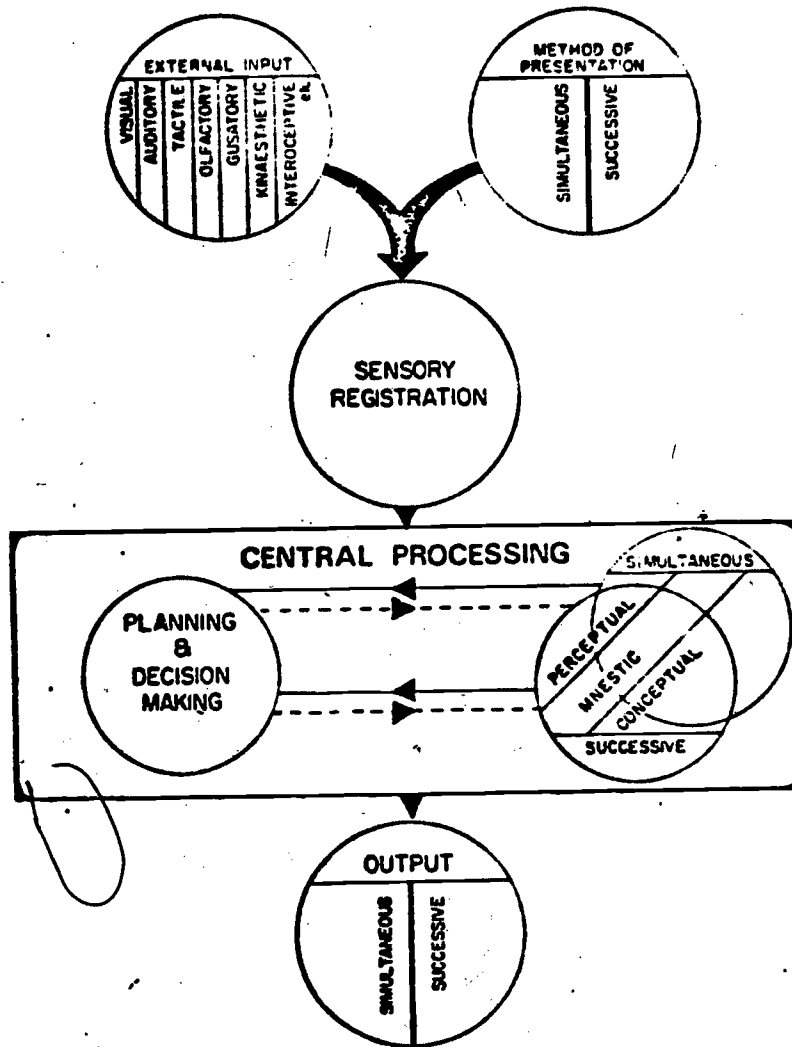 EXTERNAL INPUT
VISUAL
AUDITORY
TACTILE
OLFACTORY
GUSATORY
KINAESTHETIC
INTEROCEPTIVE
METHOD OF
PRESENTATION
SIMULTANEOUS
SUCCESSIVE
SENSORY
REGISTRATION
CENTRAL PROCESSING
PLANNING
&
DECISION
MAKING
SIMULTANEOUS
PERCEPTUAL
MNESTIC
CONCEPTUAL
SUCCESSIVE
OUTPUT
SIMULTANEOUS
SUCCESSIVE